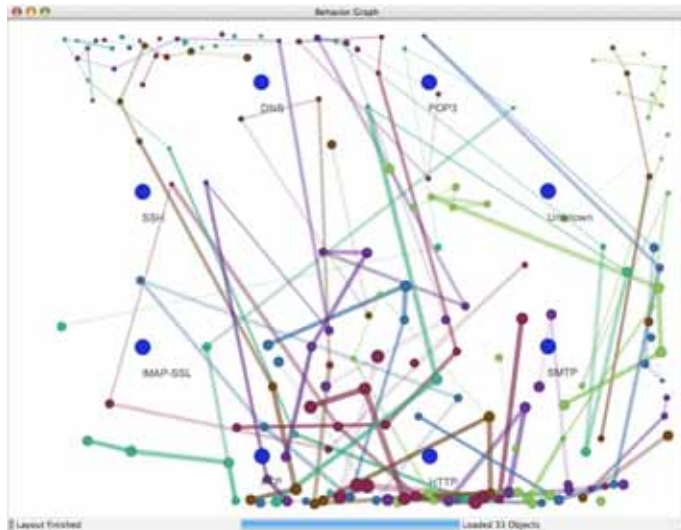 Behavior Graph
DNS
POP3
SSH
Unknown
IMAP-SSL
SMTP
HTTP
Layout finished
Loaded 33 Objects